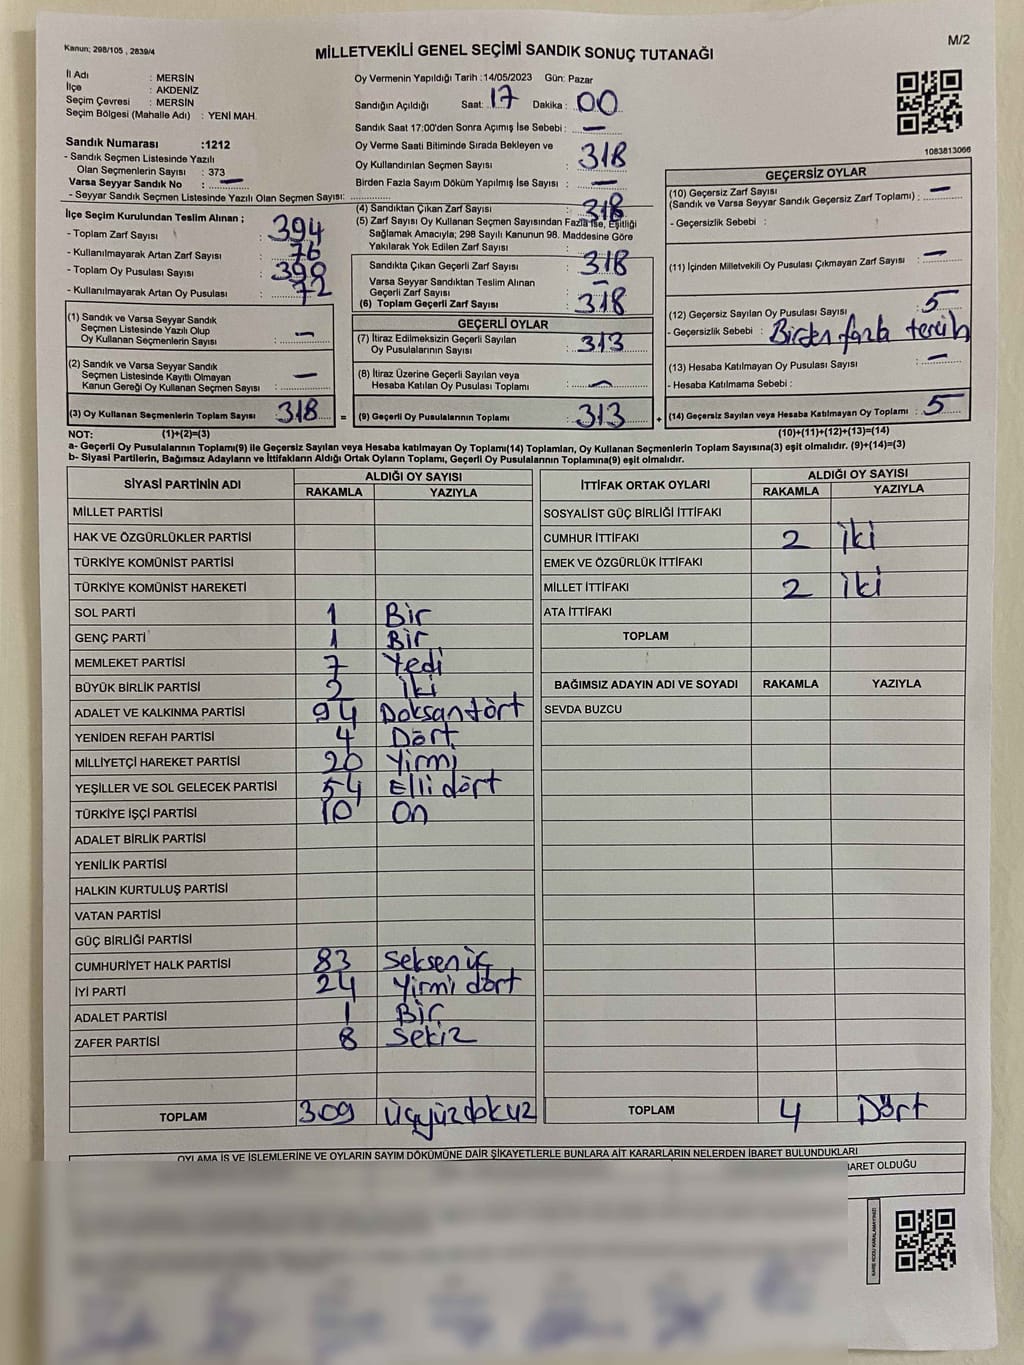 Kanun; 298/105 , 2839/4
M/2
MİLLETVEKİLİ GENEL SEÇİMİ SANDIK SONUÇ TUTANAĞI
İl Adı : MERSİN
İlçe : AKDENİZ
Seçim Çevresi : MERSİN
Seçim Bölgesi (Mahalle Adı) : YENİ MAH.
Sandık Numarası :1212
- Sandık Seçmen Listesinde Yazılı
Olan Seçmenlerin Sayısı : 373
Varsa Seyyar Sandık No : —
- Seyyar Sandık Seçmen Listesinde Yazılı Olan Seçmen Sayısı:
Oy Vermenin Yapıldığı Tarih :14/05/2023 Gün: Pazar
Sandığın Açıldığı Saat: 17 Dakika : 00
Sandık Saat 17:00'den Sonra Açımış İse Sebebi : —
Oy Verme Saati Bitiminde Sırada Bekleyen ve
Oy Kullandırılan Seçmen Sayısı : 318
Birden Fazla Sayım Döküm Yapılmış İse Sayısı : —
1083813066
İlçe Seçim Kurulundan Teslim Alınan ;
- Toplam Zarf Sayısı : 394
- Kullanılmayarak Artan Zarf Sayısı : 76
- Toplam Oy Pusulası Sayısı : 390
- Kullanılmayarak Artan Oy Pusulası : 72
(4) Sandıktan Çıkan Zarf Sayısı : 318
(5) Zarf Sayısı Oy Kullanan Seçmen Sayısından Fazla ise, Eşitliği
Sağlamak Amacıyla; 298 Sayılı Kanunun 98. Maddesine Göre
Yakılarak Yok Edilen Zarf Sayısı :
Sandıkta Çıkan Geçerli Zarf Sayısı : 318
Varsa Seyyar Sandıktan Teslim Alınan
Geçerli Zarf Sayısı : —
(6) Toplam Geçerli Zarf Sayısı : 318
GEÇERSİZ OYLAR
(10) Geçersiz Zarf Sayısı
(Sandık ve Varsa Seyyar Sandık Geçersiz Zarf Toplamı) : —
- Geçersizlik Sebebi :
(11) İçinden Milletvekili Oy Pusulası Çıkmayan Zarf Sayısı : —
(12) Geçersiz Sayılan Oy Pusulası Sayısı : 5
- Geçersizlik Sebebi : Birden fazla tercih
(13) Hesaba Katılmayan Oy Pusulası Sayısı : —
- Hesaba Katılmama Sebebi :
(14) Geçersiz Sayılan veya Hesaba Katılmayan Oy Toplamı : 5
(1) Sandık ve Varsa Seyyar Sandık
Seçmen Listesinde Yazılı Olup
Oy Kullanan Seçmenlerin Sayısı : —
(2) Sandık ve Varsa Seyyar Sandık
Seçmen Listesinde Kayıtlı Olmayan
Kanun Gereği Oy Kullanan Seçmen Sayısı : —
(3) Oy Kullanan Seçmenlerin Toplam Sayısı : 318 =
GEÇERLİ OYLAR
(7) İtiraz Edilmeksizin Geçerli Sayılan
Oy Pusulalarının Sayısı : 313
(8) İtiraz Üzerine Geçerli Sayılan veya
Hesaba Katılan Oy Pusulası Toplamı : —
(9) Geçerli Oy Pusulalarının Toplamı : 313 +
NOT: (1)+(2)=(3)
(10)+(11)+(12)+(13)=(14)
a- Geçerli Oy Pusulalarının Toplamı(9) ile Geçersiz Sayılan veya Hesaba katılmayan Oy Toplamı(14) Toplamları, Oy Kullanan Seçmenlerin Toplam Sayısına(3) eşit olmalıdır. (9)+(14)=(3)
b- Siyasi Partilerin, Bağımsız Adayların ve İttifakların Aldığı Ortak Oyların Toplamı, Geçerli Oy Pusulalarının Toplamına(9) eşit olmalıdır.
SİYASİ PARTİNİN ADI ALDIĞI OY SAYISI
RAKAMLA YAZIYLA
MİLLET PARTİSİ
HAK VE ÖZGÜRLÜKLER PARTİSİ
TÜRKİYE KOMÜNİST PARTİSİ
TÜRKİYE KOMÜNİST HAREKETİ
SOL PARTİ 1 Bir
GENÇ PARTİ 1 Bir
MEMLEKET PARTİSİ 7 Yedi
BÜYÜK BİRLİK PARTİSİ 2 İki
ADALET VE KALKINMA PARTİSİ 94 Doksandört
YENİDEN REFAH PARTİSİ 4 Dört
MİLLİYETÇİ HAREKET PARTİSİ 20 Yirmi
YEŞİLLER VE SOL GELECEK PARTİSİ 54 Elli dört
TÜRKİYE İŞÇİ PARTİSİ 10 On
ADALET BİRLİK PARTİSİ
YENİLİK PARTİSİ
HALKIN KURTULUŞ PARTİSİ
VATAN PARTİSİ
GÜÇ BİRLİĞİ PARTİSİ
CUMHURİYET HALK PARTİSİ 83 Seksen üç
İYİ PARTİ 24 Yirmi dört
ADALET PARTİSİ 1 Bir
ZAFER PARTİSİ 8 Sekiz
TOPLAM 309 Üçyüzdokuz
İTTİFAK ORTAK OYLARI ALDIĞI OY SAYISI
RAKAMLA YAZIYLA
SOSYALİST GÜÇ BİRLİĞİ İTTİFAKI
CUMHUR İTTİFAKI 2 İki
EMEK VE ÖZGÜRLÜK İTTİFAKI
MİLLET İTTİFAKI 2 İki
ATA İTTİFAKI
TOPLAM
BAĞIMSIZ ADAYIN ADI VE SOYADI RAKAMLA YAZIYLA
SEVDA BUZCU
TOPLAM 4 Dört
OYLAMA İŞ VE İŞLEMLERİNE VE OYLARIN SAYIM DÖKÜMÜNE DAİR ŞİKAYETLERLE BUNLARA AİT KARARLARIN NELERDEN İBARET BULUNDUKLARI
BARET OLDUĞU
KARE KODU KARALAMAYINIZ!